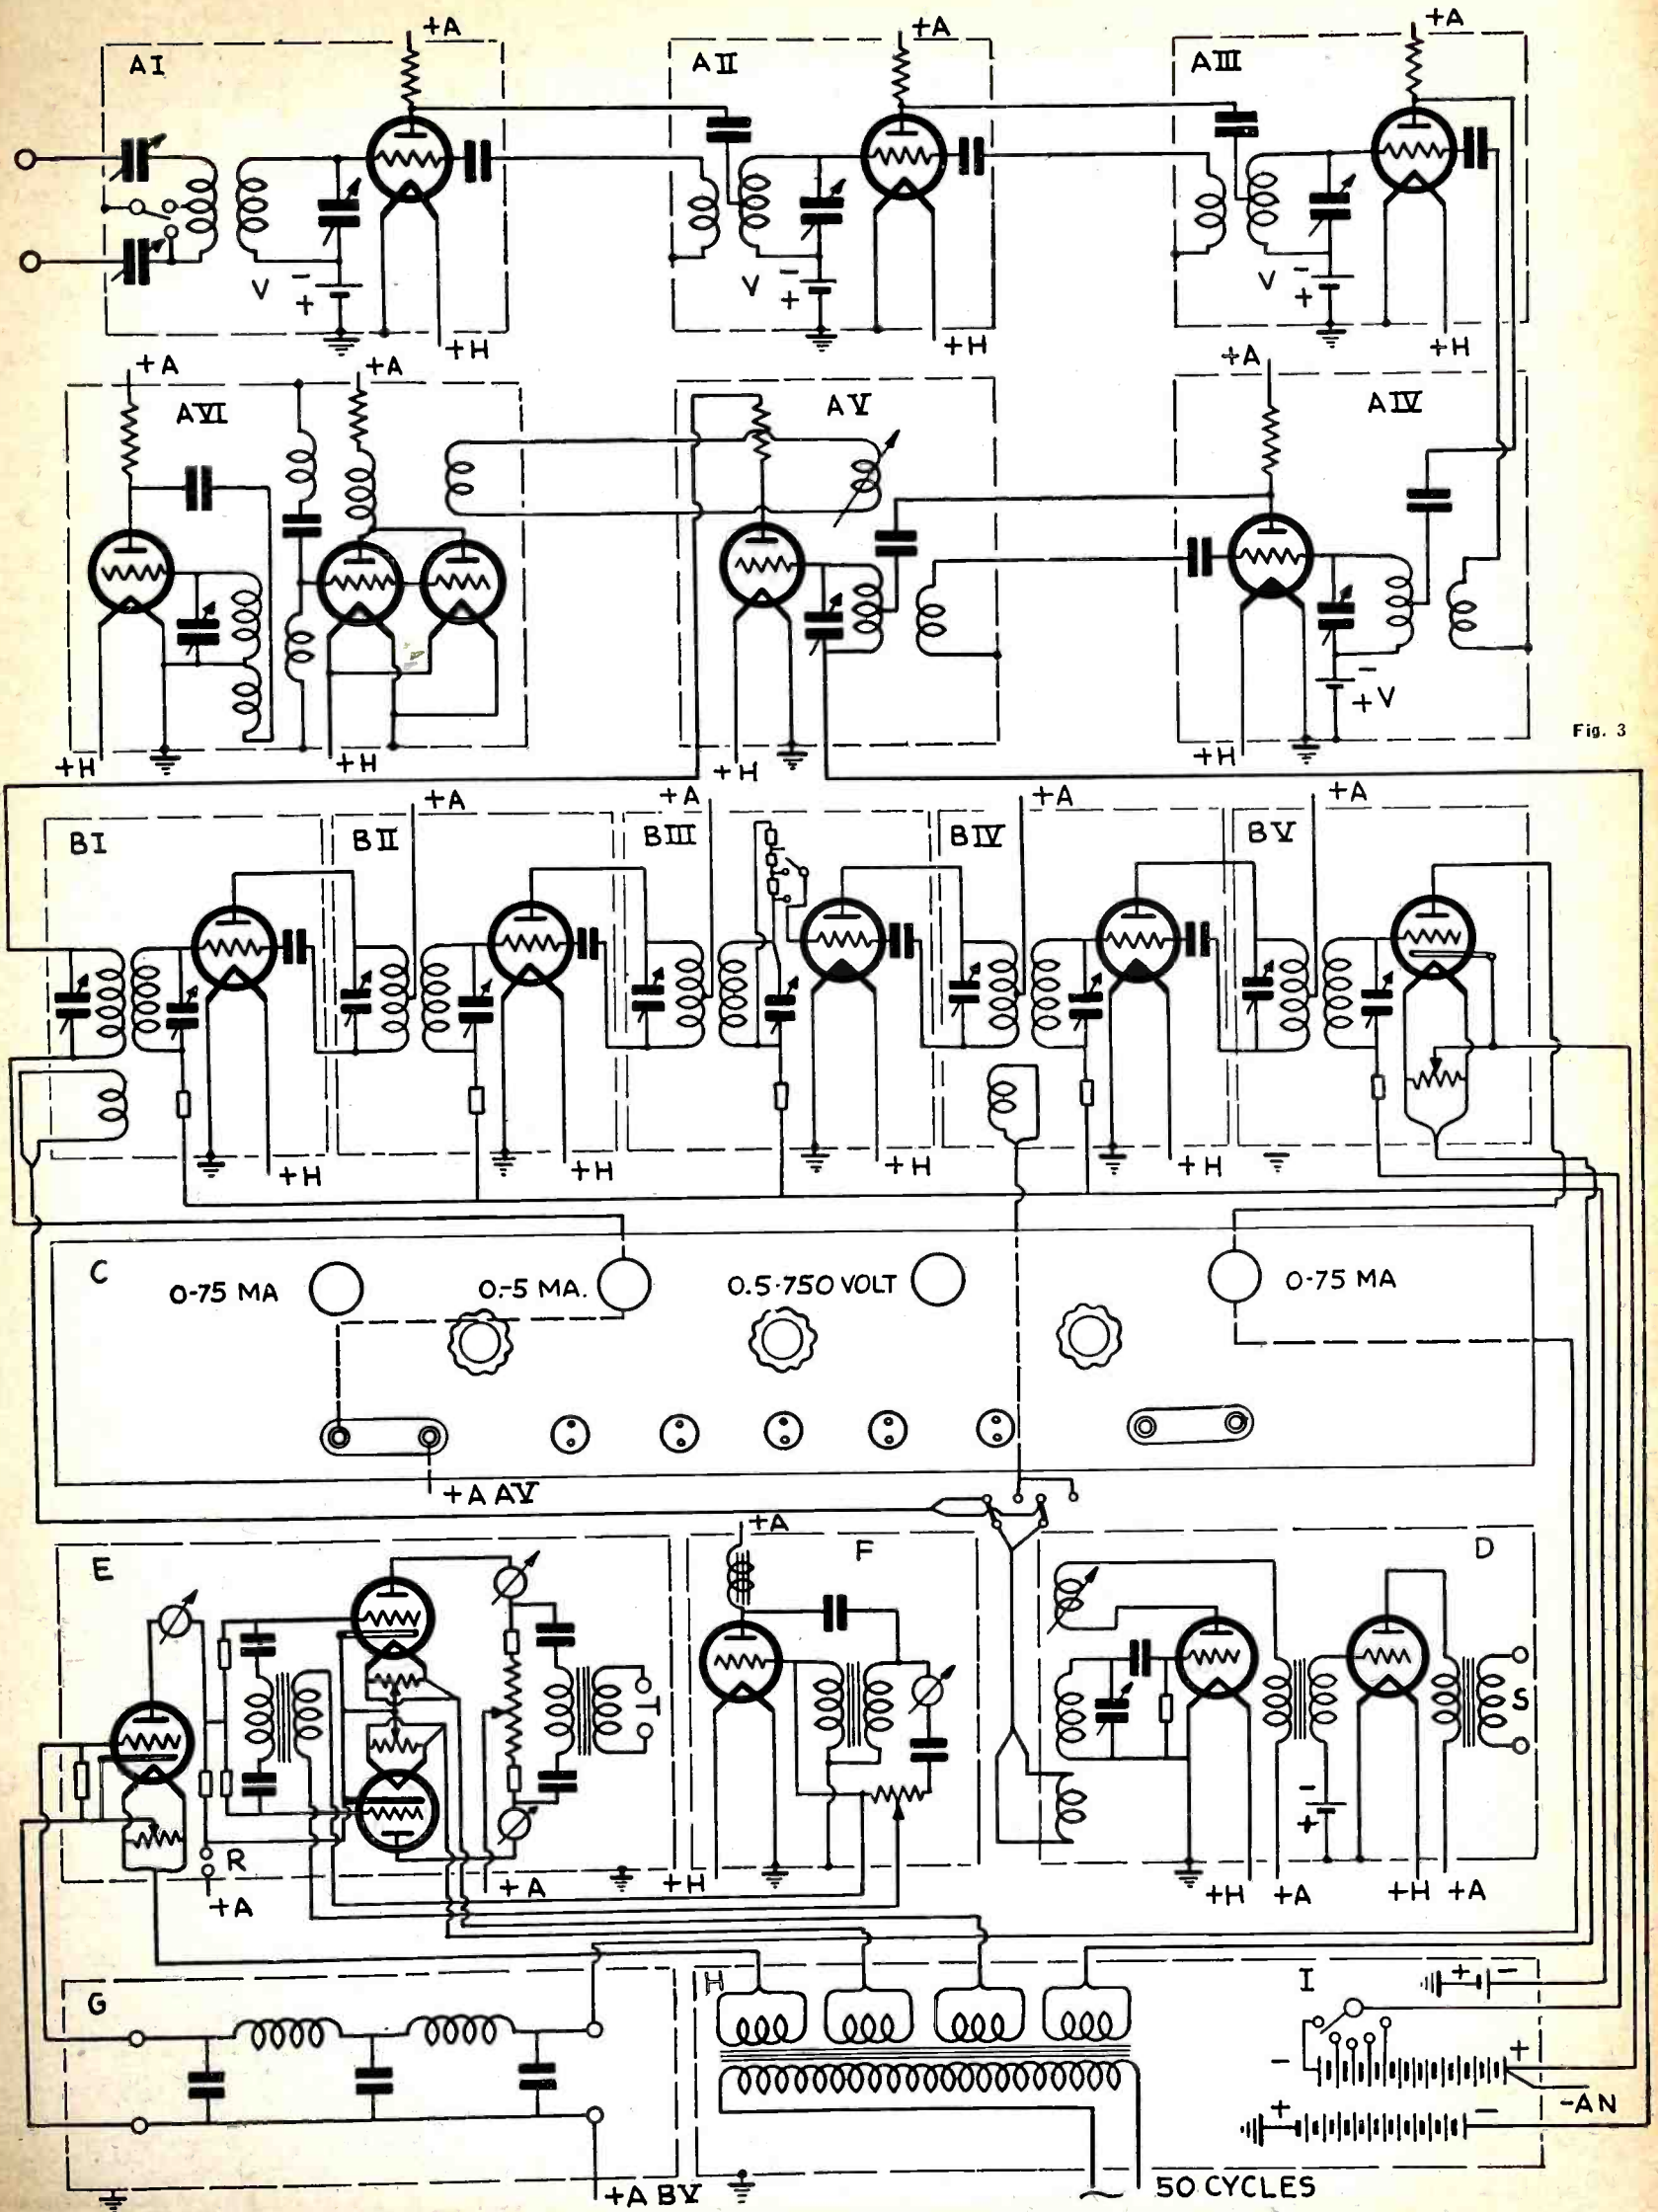 +A +A +A
AI AII AIII
V - + V - + V - +
+H +H +H
+A +A +A
AVI AV AIV
- +V
Fig. 3
+H +H +H +H
+A +A +A +A
BI BII BIII BIV BV
+H +H +H +H
C
0-75 MA 0.-5 MA. 0.5-750 VOLT 0-75 MA
+A AV
+A
E F D
T S
- +
R
+A +A +H +H +A +H +A
G H I
+ -
- +
-AN
+ -
+A BV
50 CYCLES